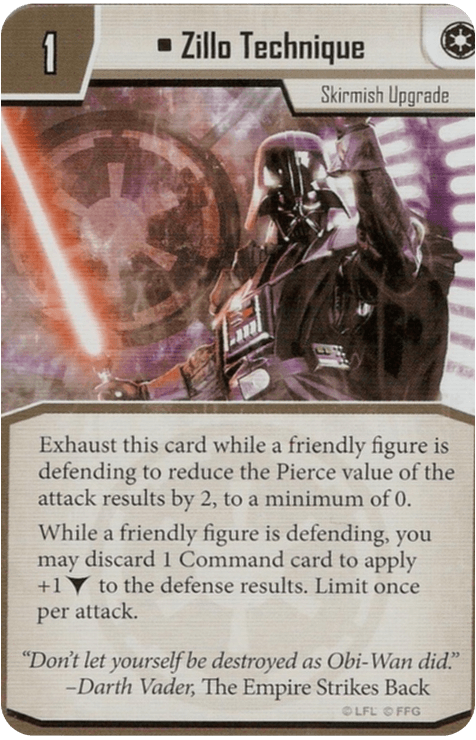 1
▪ Zillo Technique
Skirmish Upgrade
Exhaust this card while a friendly figure is
defending to reduce the Pierce value of the
attack results by 2, to a minimum of 0.
While a friendly figure is defending, you
may discard 1 Command card to apply
+1 to the defense results. Limit once
per attack.
“Don’t let yourself be destroyed as Obi-Wan did.”
–Darth Vader, The Empire Strikes Back
© LFL © FFG